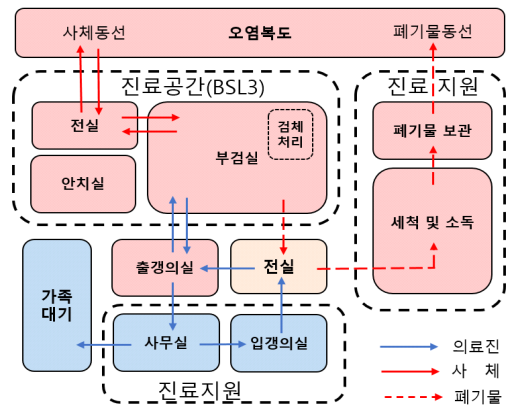 사체동선
오염복도
폐기물동선
진료공간(BSL3)
진료 지원
전실
검체
처리
부검실
안치실
폐기물 보관
세척 및 소독
가족
대기
출갱의실
전실
사무실
입갱의실
진료지원
의료진
사 체
폐기물